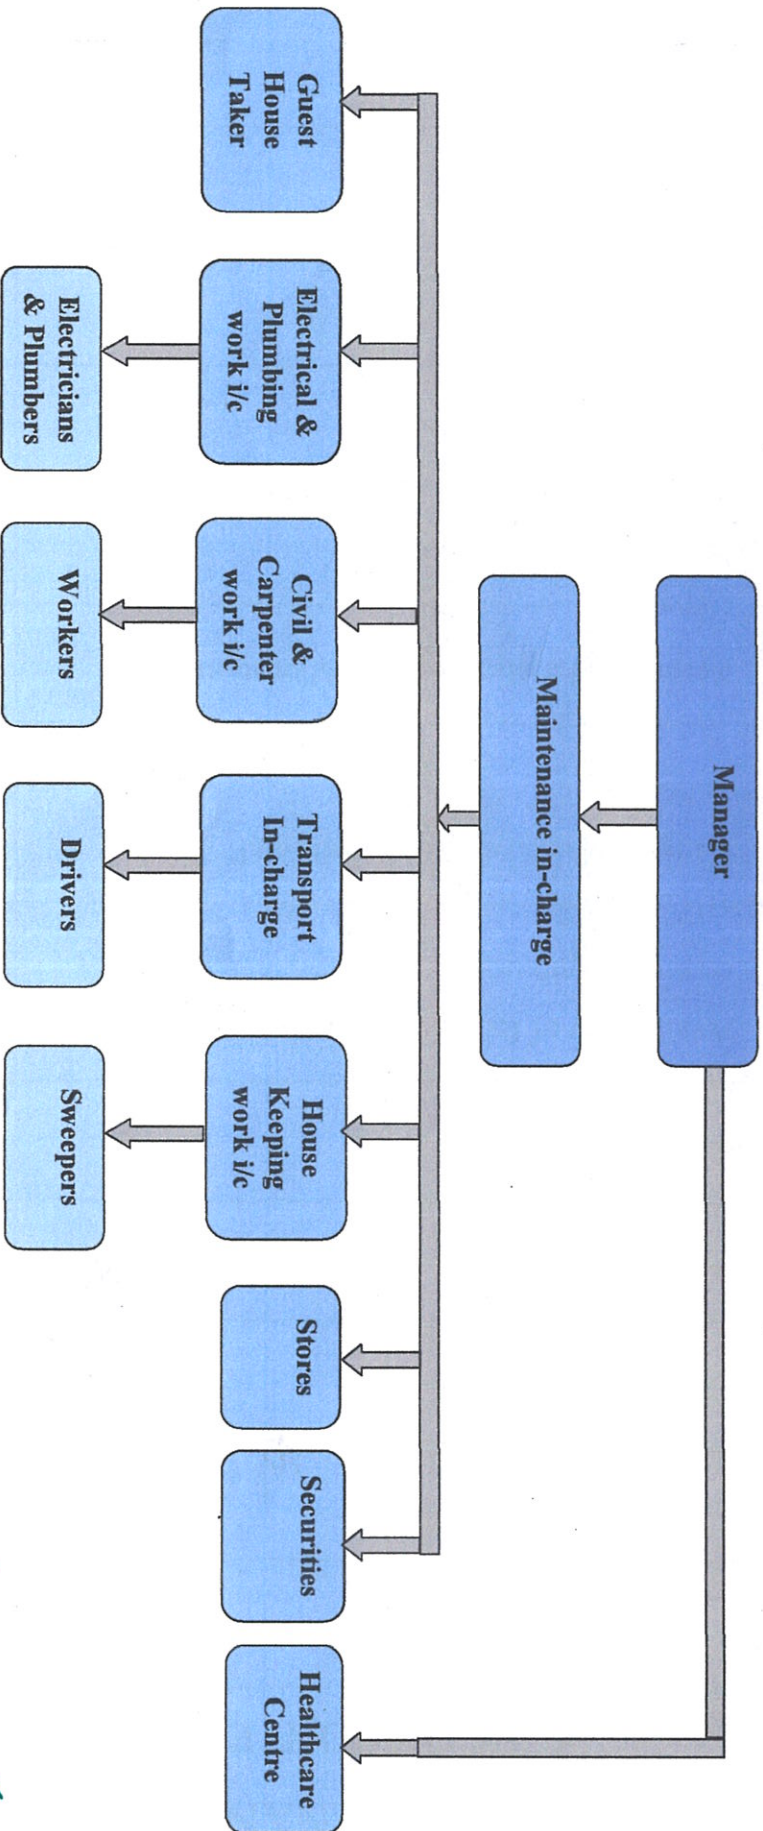 Manager
Maintenance in-charge
Guest
House
Taker
Electrical &
Plumbing
work i/c
Civil &
Carpenter
work i/c
Transport
In-charge
House
Keeping
work i/c
Stores
Securities
Healthcare
Centre
Electricians
& Plumbers
Workers
Drivers
Sweepers